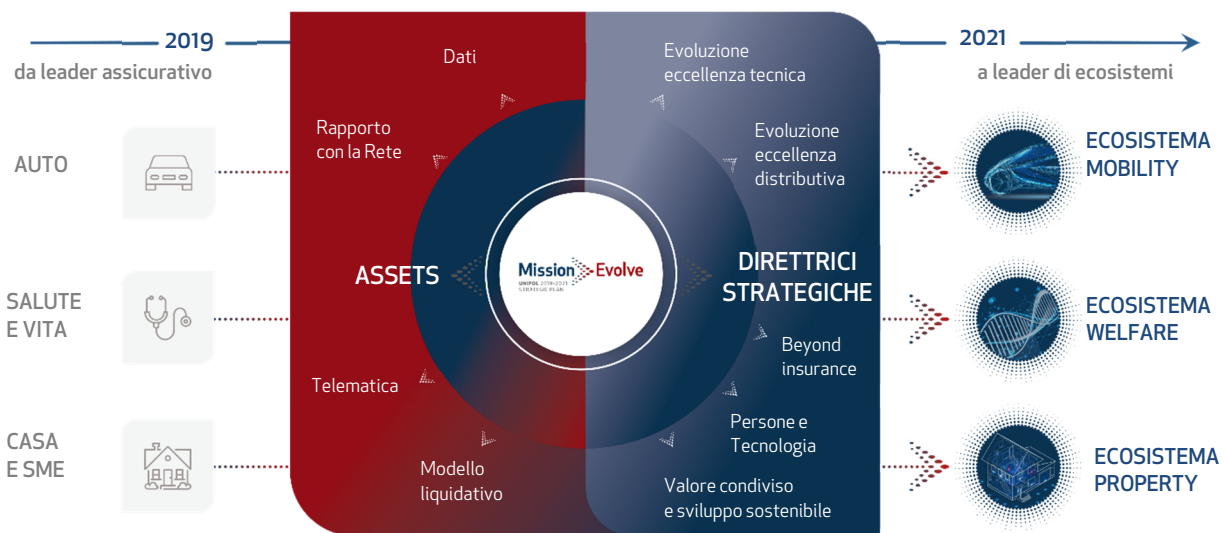 2019
da leader assicurativo
AUTO
SALUTE
E VITA
CASA
E SME
Dati
Rapporto
con la Rete
ASSETS
Telematica
Modello
liquidativo
Mission Evolve
UNIPOL 2019-2021
STRATEGIC PLAN
Evoluzione
eccellenza tecnica
Evoluzione
eccellenza
distributiva
DIRETTRICI
STRATEGICHE
Beyond
insurance
Persone e
Tecnologia
Valore condiviso
e sviluppo sostenibile
2021
a leader di ecosistemi
ECOSISTEMA
MOBILITY
ECOSISTEMA
WELFARE
ECOSISTEMA
PROPERTY